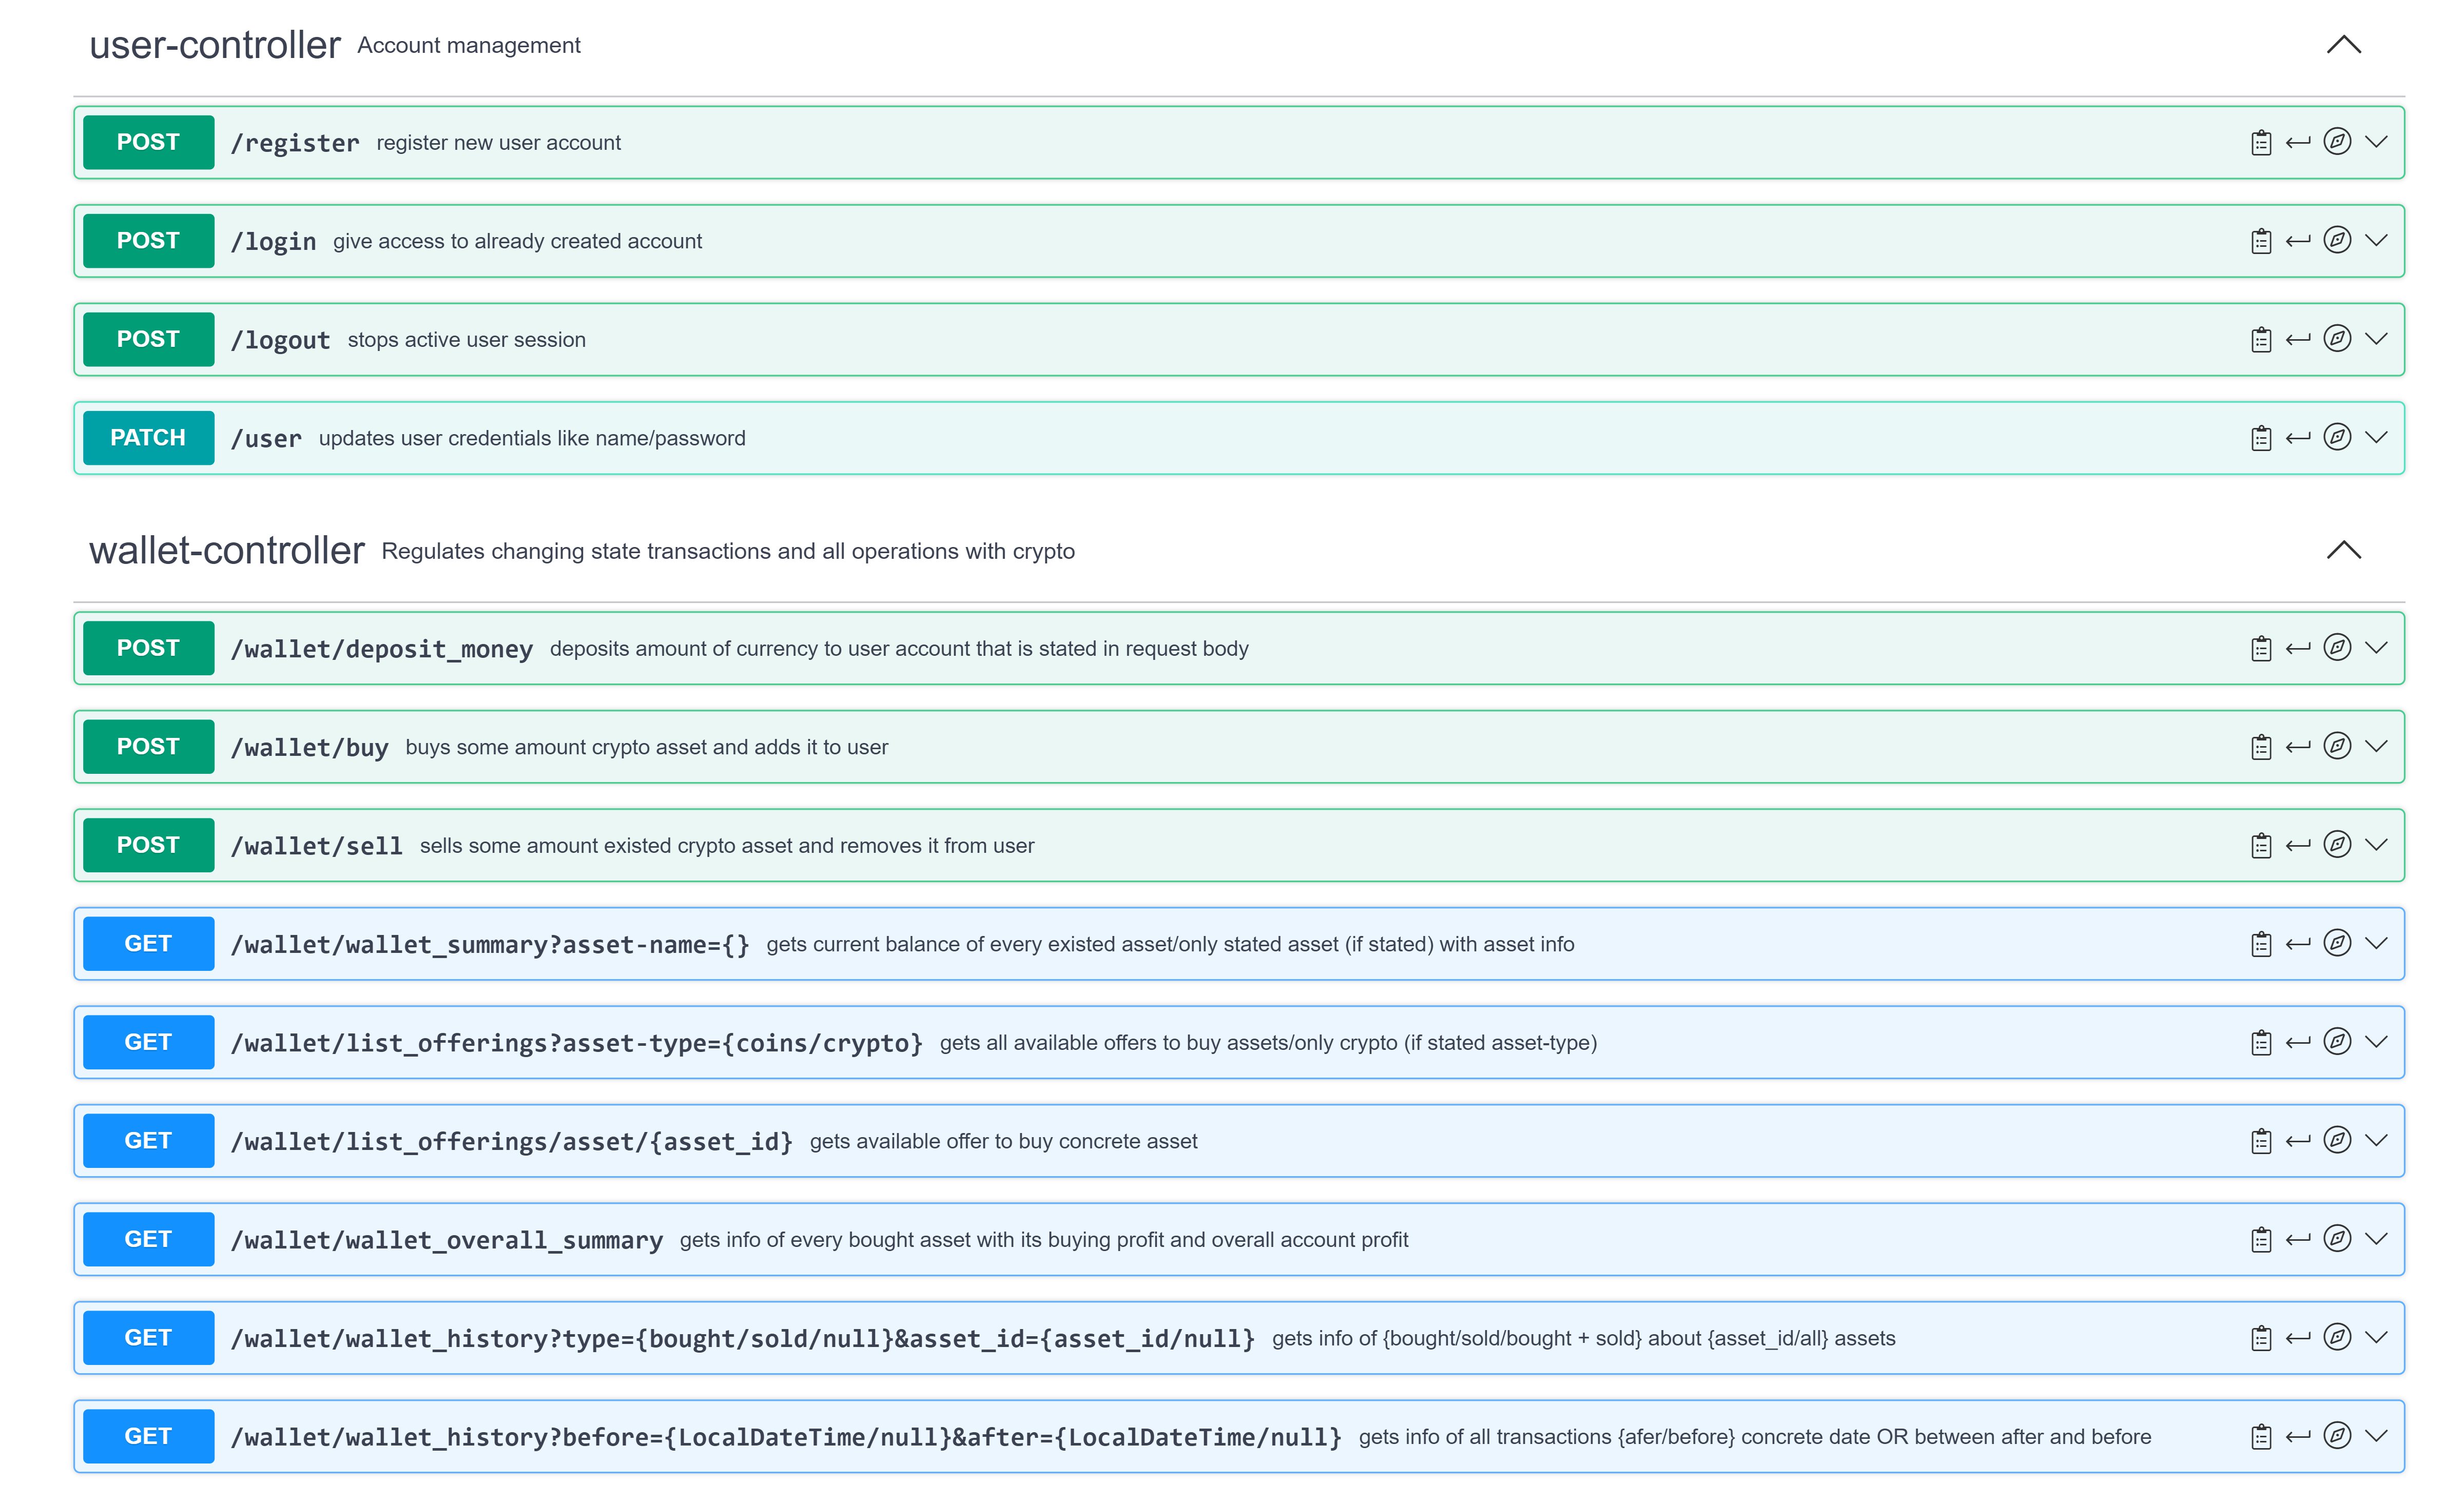 user-controller Account management
POST /register register new user account
POST /login give access to already created account
POST /logout stops active user session
PATCH /user updates user credentials like name/password
wallet-controller Regulates changing state transactions and all operations with crypto
POST /wallet/deposit_money deposits amount of currency to user account that is stated in request body
POST /wallet/buy buys some amount crypto asset and adds it to user
POST /wallet/sell sells some amount existed crypto asset and removes it from user
GET /wallet/wallet_summary?asset-name={} gets current balance of every existed asset/only stated asset (if stated) with asset info
GET /wallet/list_offerings?asset-type={coins/crypto} gets all available offers to buy assets/only crypto (if stated asset-type)
GET /wallet/list_offerings/asset/{asset_id} gets available offer to buy concrete asset
GET /wallet/wallet_overall_summary gets info of every bought asset with its buying profit and overall account profit
GET /wallet/wallet_history?type={bought/sold/null}&asset_id={asset_id/null} gets info of {bought/sold/bought + sold} about {asset_id/all} assets
GET /wallet/wallet_history?before={LocalDateTime/null}&after={LocalDateTime/null} gets info of all transactions {afer/before} concrete date OR between after and before